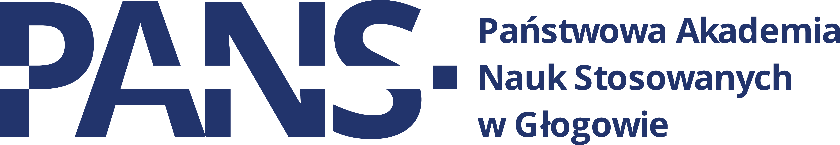 PANS
Państwowa Akademia
Nauk Stosowanych
w Głogowie